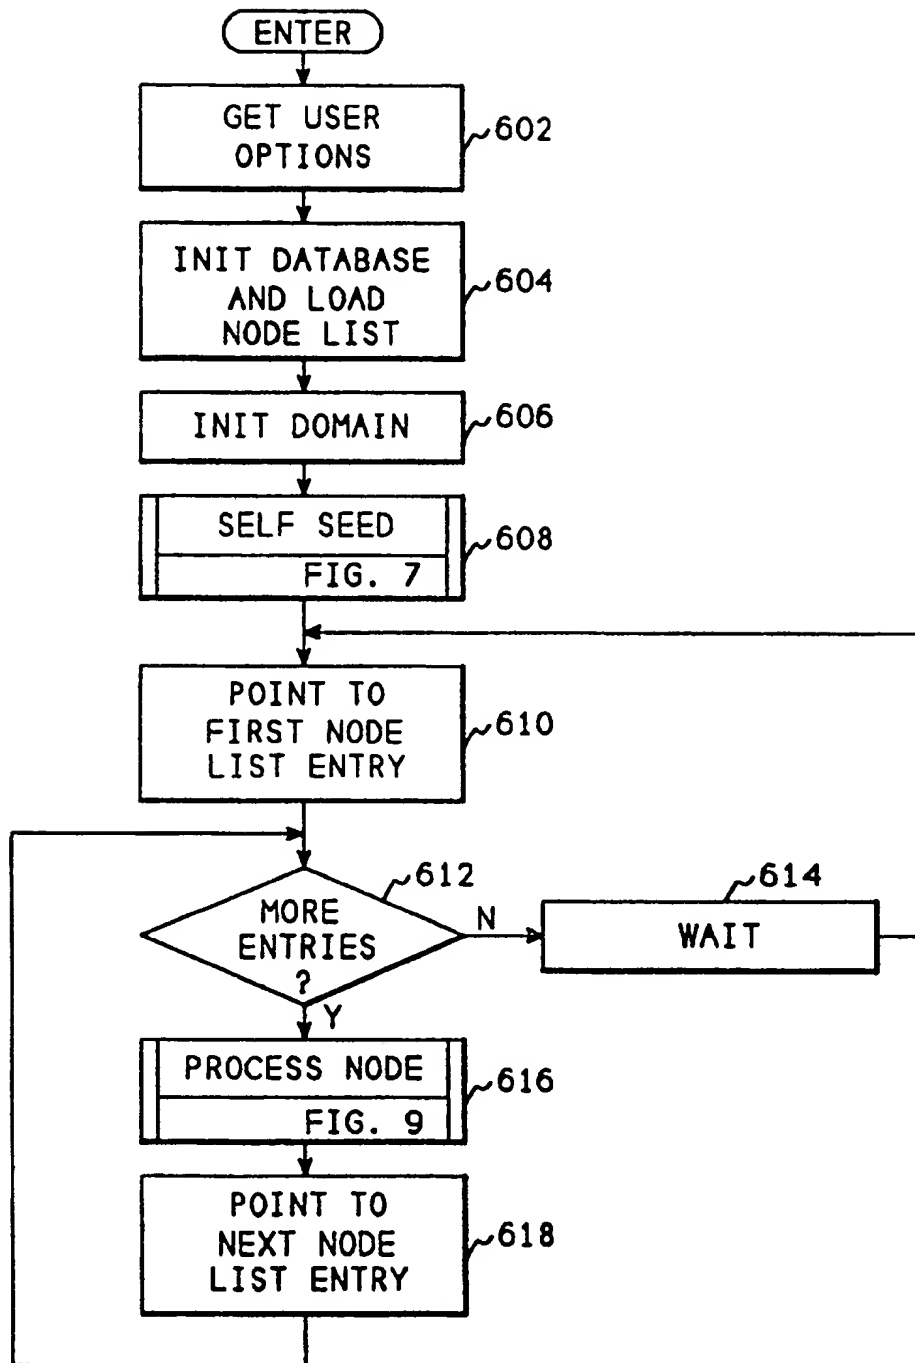 ENTER
GET USER
OPTIONS
602
INIT DATABASE
AND LOAD
NODE LIST
604
INIT DOMAIN
606
SELF SEED
FIG. 7
608
POINT TO
FIRST NODE
LIST ENTRY
610
MORE
ENTRIES
?
612
N
Y
WAIT
614
PROCESS NODE
FIG. 9
616
POINT TO
NEXT NODE
LIST ENTRY
618